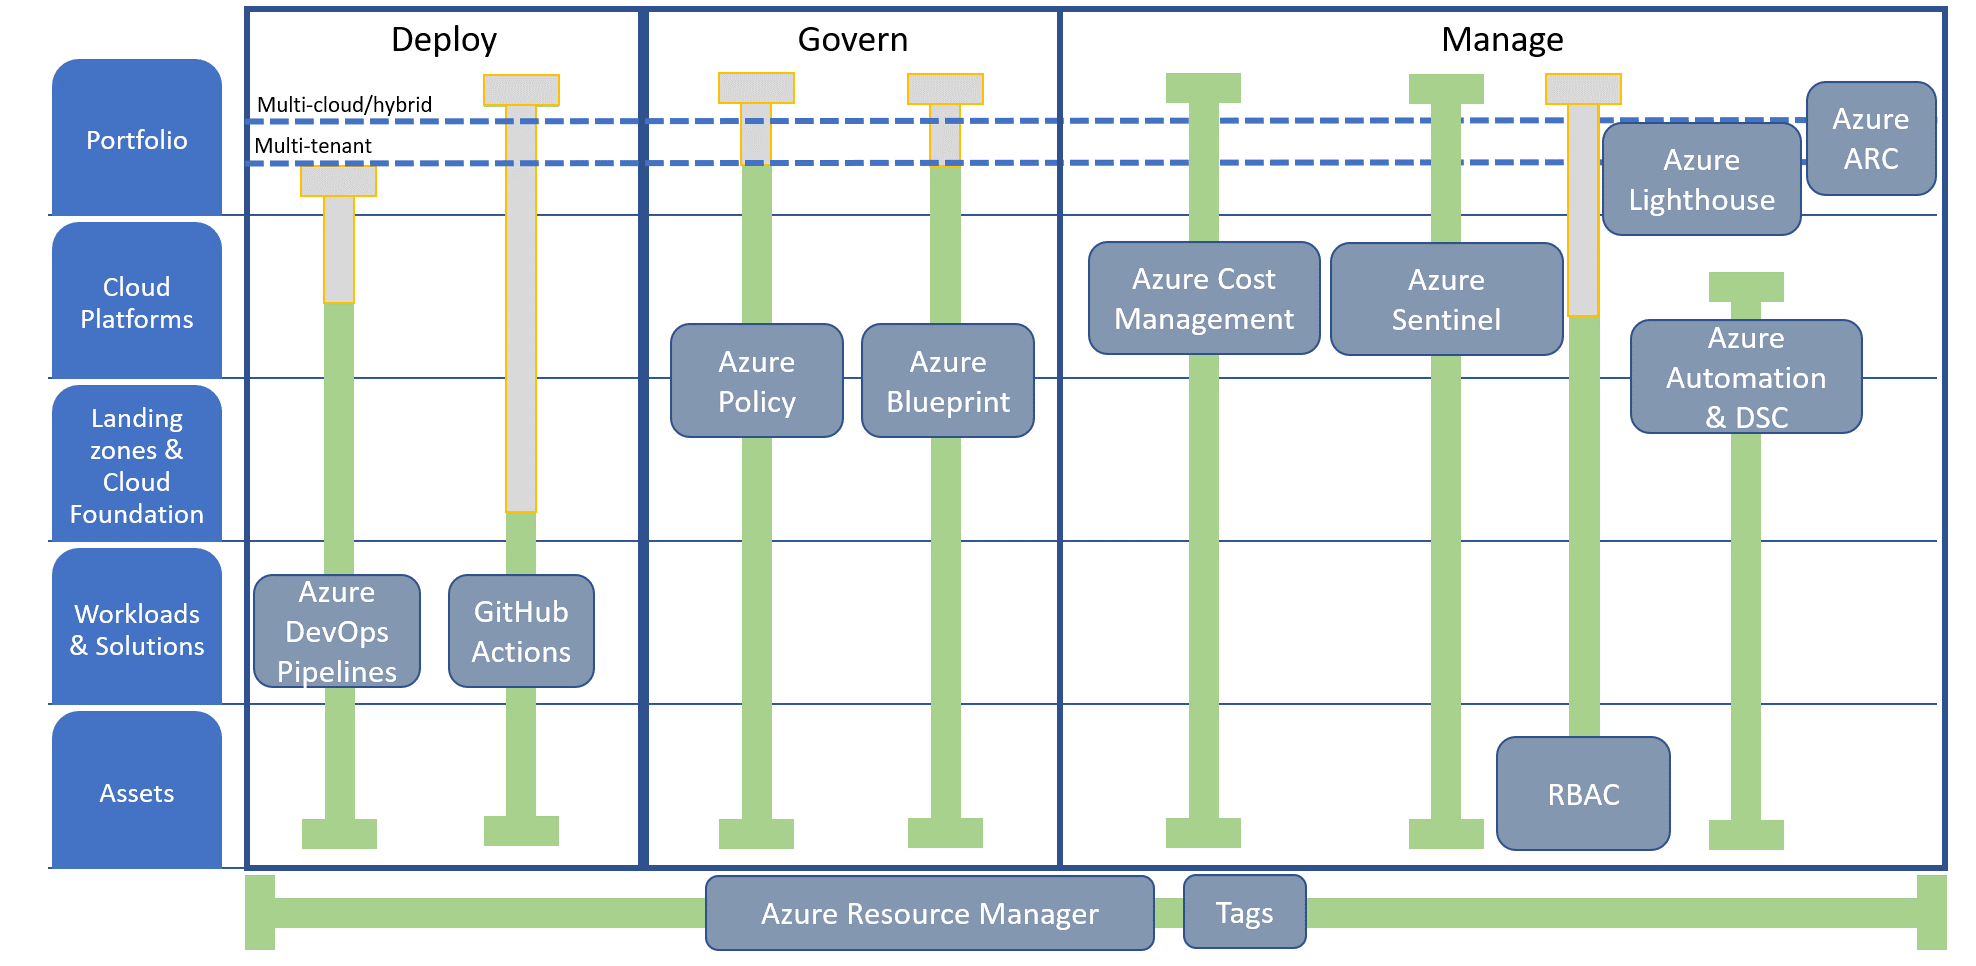 Deploy
Govern
Manage
Multi-cloud/hybrid
Multi-tenant
Portfolio
Azure
ARC
Azure
Lighthouse
Cloud
Platforms
Azure Cost
Management
Azure
Sentinel
Azure
Policy
Azure
Blueprint
Azure
Automation
& DSC
Landing
zones &
Cloud
Foundation
Workloads
& Solutions
Azure
DevOps
Pipelines
GitHub
Actions
Assets
RBAC
Azure Resource Manager
Tags